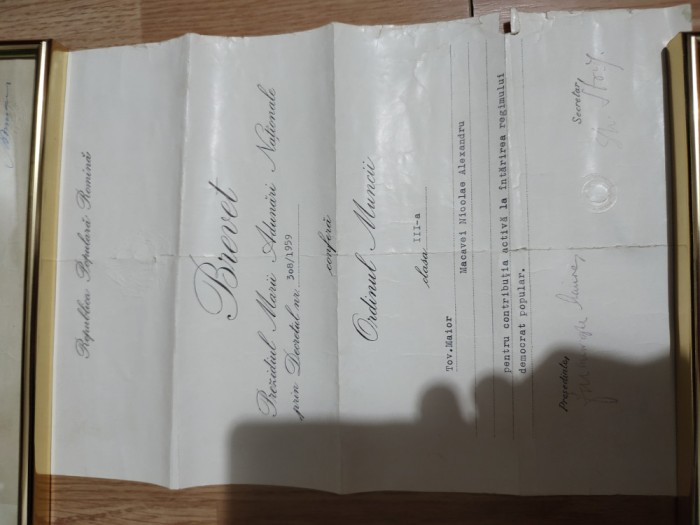 Republica Populară Romînă
Brevet
Prezidiul Marii Adunări Naționale
prin Decretul nr. 308/1959
conferă
Ordinul Muncii
clasa III-a
Tov.Maior
Macavei Nicolae Alexandru
pentru contribuția activă la întărirea regimului
democrat popular.
Președinte,
Secretar,